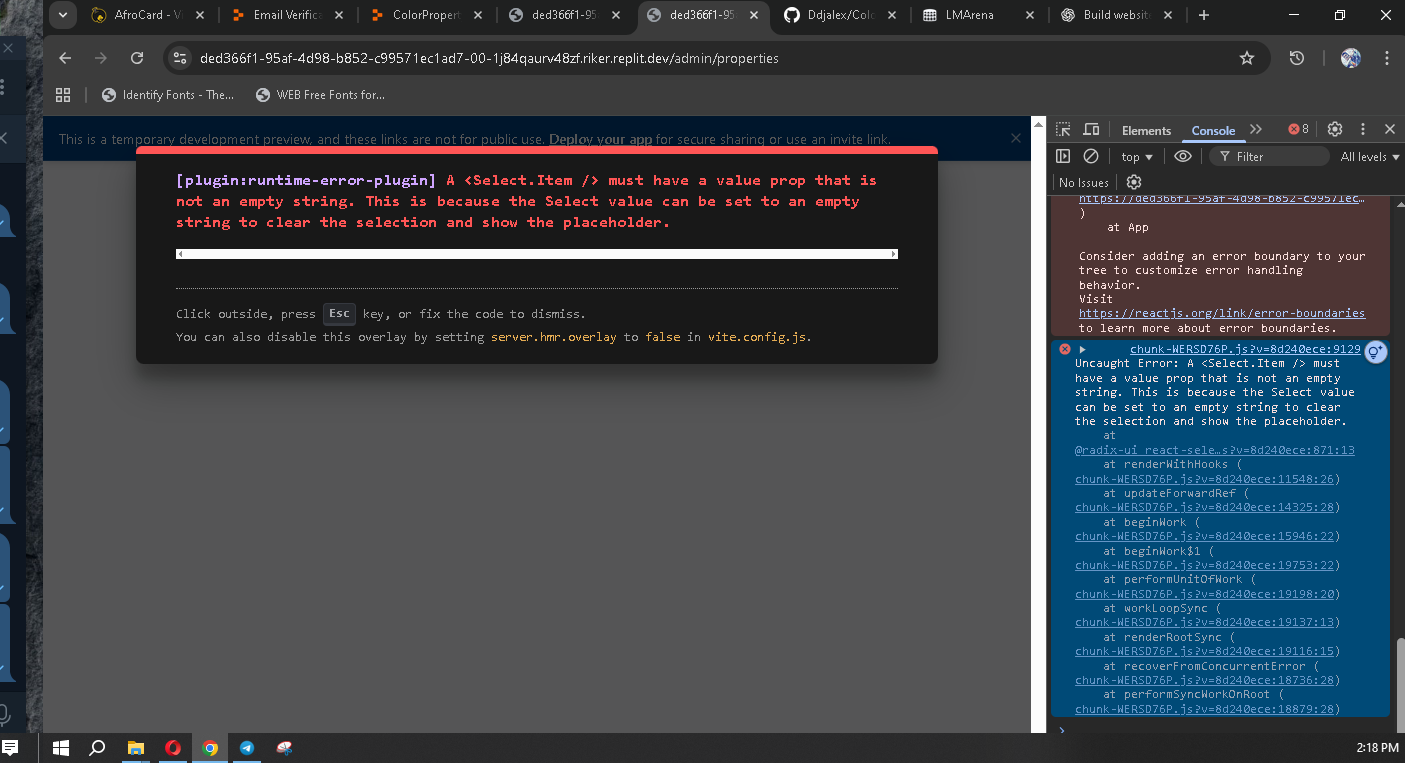 AfroCard - V
Email Verifica
ColorPropert
ded366f1-95
ded366f1-95
Ddjalex/Colo
LMArena
Build website
ded366f1-95af-4d98-b852-c99571ec1ad7-00-1j84qaurv48zf.riker.replit.dev/admin/properties
Identify Fonts - The...
WEB Free Fonts for...
This is a temporary development preview, and these links are not for public use. Deploy your app for secure sharing or use an invite link.
[plugin:runtime-error-plugin] A <Select.Item /> must have a value prop that is
not an empty string. This is because the Select value can be set to an empty
string to clear the selection and show the placeholder.
Click outside, press Esc key, or fix the code to dismiss.
You can also disable this overlay by setting server.hmr.overlay to false in vite.config.js.
Elements
Console
8
top
Filter
All levels
No Issues
https://ded366f1-95af-4d98-b852-c99571ec…
)
at App
Consider adding an error boundary to your
tree to customize error handling
behavior.
Visit
https://reactjs.org/link/error-boundaries
to learn more about error boundaries.
chunk-WERSD76P.js?v=8d240ece:9129
Uncaught Error: A <Select.Item /> must
have a value prop that is not an empty
string. This is because the Select value
can be set to an empty string to clear
the selection and show the placeholder.
at
@radix-ui_react-sele…s?v=8d240ece:871:13
at renderWithHooks (
chunk-WERSD76P.js?v=8d240ece:11548:26)
at updateForwardRef (
chunk-WERSD76P.js?v=8d240ece:14325:28)
at beginWork (
chunk-WERSD76P.js?v=8d240ece:15946:22)
at beginWork$1 (
chunk-WERSD76P.js?v=8d240ece:19753:22)
at performUnitOfWork (
chunk-WERSD76P.js?v=8d240ece:19198:20)
at workLoopSync (
chunk-WERSD76P.js?v=8d240ece:19137:13)
at renderRootSync (
chunk-WERSD76P.js?v=8d240ece:19116:15)
at recoverFromConcurrentError (
chunk-WERSD76P.js?v=8d240ece:18736:28)
at performSyncWorkOnRoot (
chunk-WERSD76P.js?v=8d240ece:18879:28)
2:18 PM